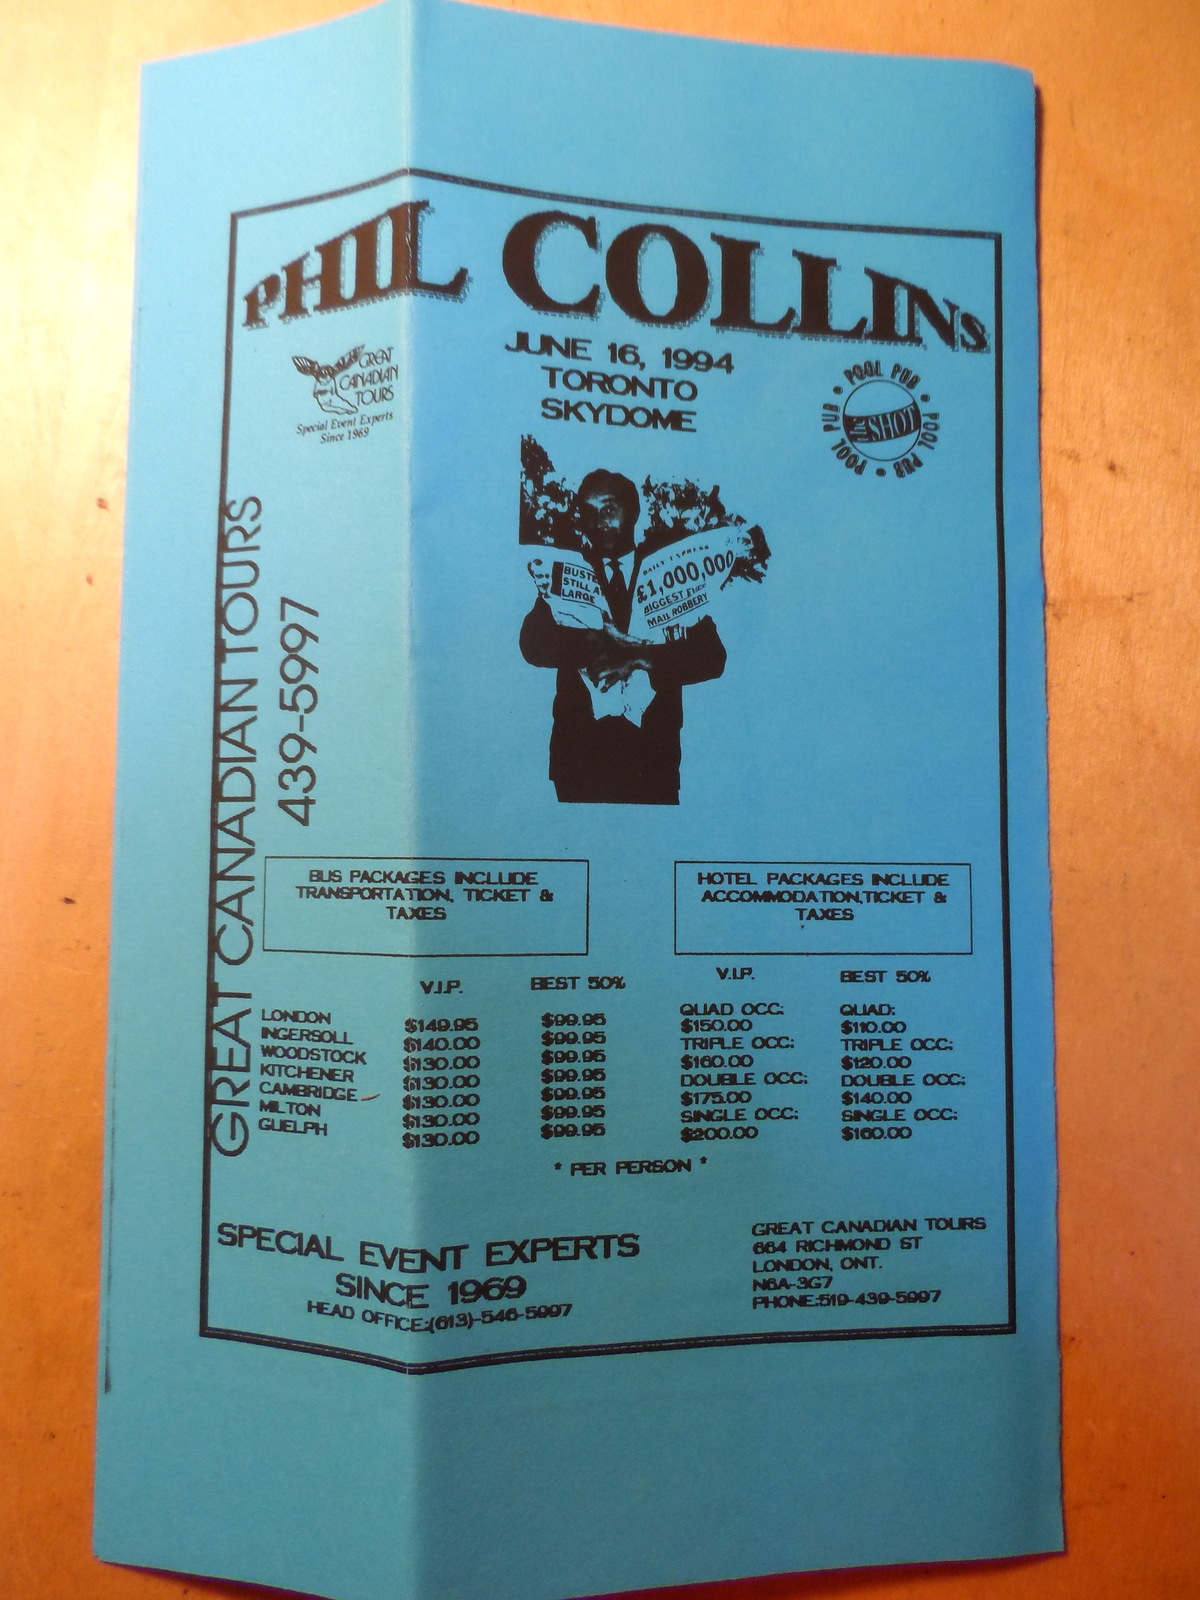 PHIL COLLINS
GREAT
CANADIAN
TOURS
Special Event Experts
Since 1969
JUNE 16, 1994
TORONTO
SKYDOME
POOL PUB • POOL PUB • POOL PUB •
the SHOT
GREAT CANADIAN TOURS
439-5997
BUSTE
STILL A
LARGE
DAILY EXPRESS
£1,000,000
BIGGEST EVER
MAIL ROBBERY
BUS PACKAGES INCLUDE
TRANSPORTATION, TICKET &
TAXES
HOTEL PACKAGES INCLUDE
ACCOMMODATION,TICKET &
TAXES
V.I.P. BEST 50%
LONDON $149.95 $99.95
INGERSOLL $140.00 $99.95
WOODSTOCK $130.00 $99.95
KITCHENER $130.00 $99.95
CAMBRIDGE $130.00 $99.95
MILTON $130.00 $99.95
GUELPH $130.00 $99.95
V.I.P. BEST 50%
QUAD OCC: QUAD:
$150.00 $110.00
TRIPLE OCC: TRIPLE OCC:
$160.00 $120.00
DOUBLE OCC: DOUBLE OCC:
$175.00 $140.00
SINGLE OCC: SINGLE OCC:
$200.00 $160.00
* PER PERSON *
SPECIAL EVENT EXPERTS
SINCE 1969
HEAD OFFICE:(613)-546-5997
GREAT CANADIAN TOURS
664 RICHMOND ST
LONDON, ONT.
N6A-3G7
PHONE:519-439-5997